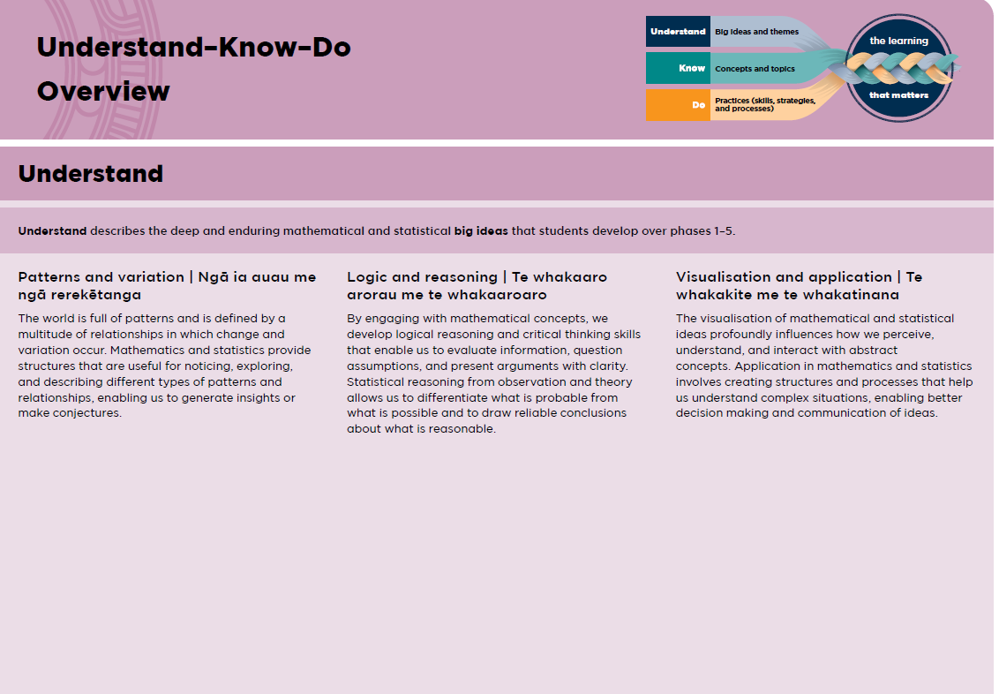 Understand–Know–Do
Overview
Understand
Big ideas and themes
Know
Concepts and topics
Do
Practices (skills, strategies,
and processes)
the learning
that matters
Understand
Understand describes the deep and enduring mathematical and statistical big ideas that students develop over phases 1–5.
Patterns and variation | Ngā ia auau me
ngā rerekētanga
The world is full of patterns and is defined by a
multitude of relationships in which change and
variation occur. Mathematics and statistics provide
structures that are useful for noticing, exploring,
and describing different types of patterns and
relationships, enabling us to generate insights or
make conjectures.
Logic and reasoning | Te whakaaro
arorau me te whakaaroaro
By engaging with mathematical concepts, we
develop logical reasoning and critical thinking skills
that enable us to evaluate information, question
assumptions, and present arguments with clarity.
Statistical reasoning from observation and theory
allows us to differentiate what is probable from
what is possible and to draw reliable conclusions
about what is reasonable.
Visualisation and application | Te
whakakite me te whakatinana
The visualisation of mathematical and statistical
ideas profoundly influences how we perceive,
understand, and interact with abstract
concepts. Application in mathematics and statistics
involves creating structures and processes that help
us understand complex situations, enabling better
decision making and communication of ideas.